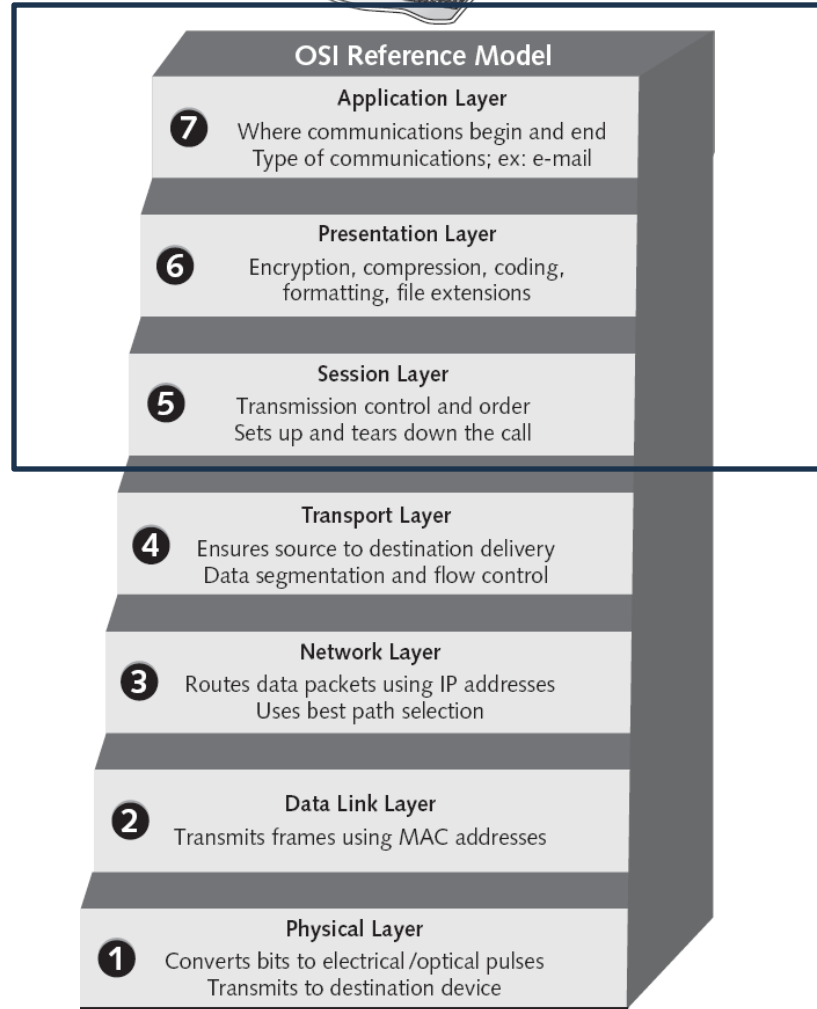 OSI Reference Model
Application Layer
7
Where communications begin and end
Type of communications; ex: e-mail
Presentation Layer
6
Encryption, compression, coding,
formatting, file extensions
Session Layer
5
Transmission control and order
Sets up and tears down the call
Transport Layer
4
Ensures source to destination delivery
Data segmentation and flow control
Network Layer
3
Routes data packets using IP addresses
Uses best path selection
Data Link Layer
2
Transmits frames using MAC addresses
Physical Layer
1
Converts bits to electrical/optical pulses
Transmits to destination device